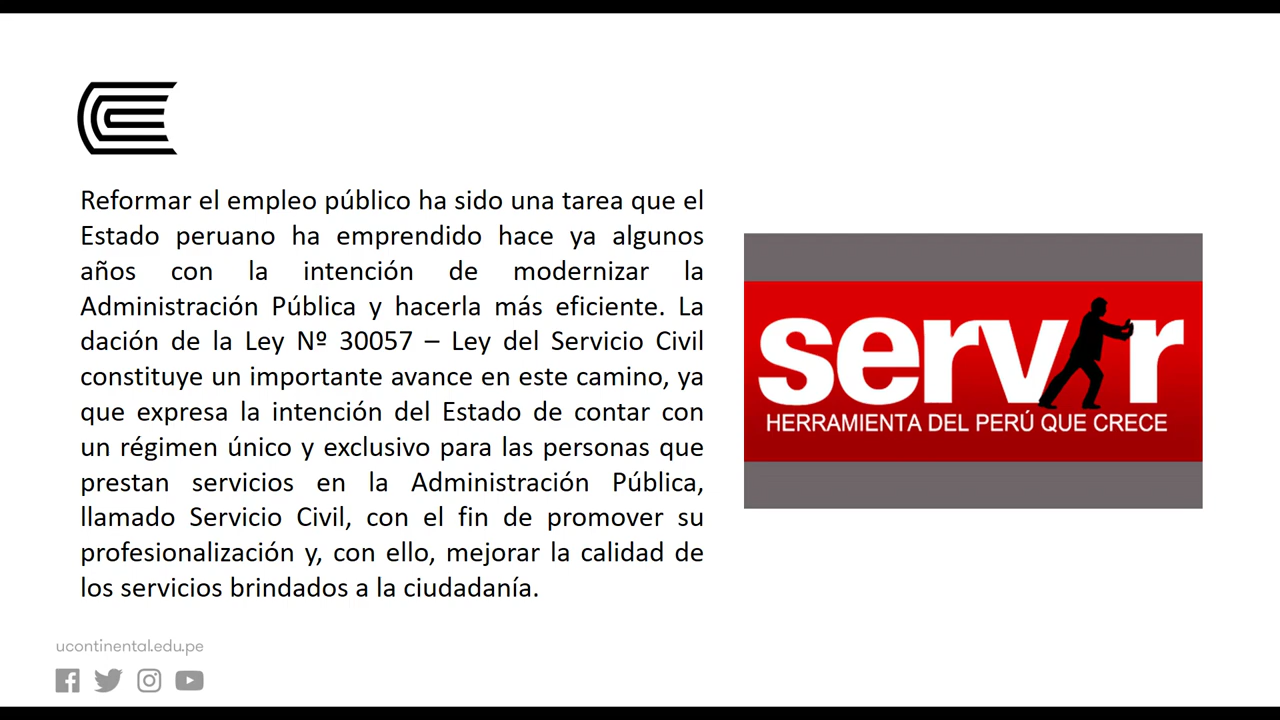 Reformar el empleo público ha sido una tarea que el
Estado peruano ha emprendido hace ya algunos
años con la intención de modernizar la
Administración Pública y hacerla más eficiente. La
dación de la Ley Nº 30057 – Ley del Servicio Civil
constituye un importante avance en este camino, ya
que expresa la intención del Estado de contar con
un régimen único y exclusivo para las personas que
prestan servicios en la Administración Pública,
llamado Servicio Civil, con el fin de promover su
profesionalización y, con ello, mejorar la calidad de
los servicios brindados a la ciudadanía.
servir
HERRAMIENTA DEL PERÚ QUE CRECE
ucontinental.edu.pe